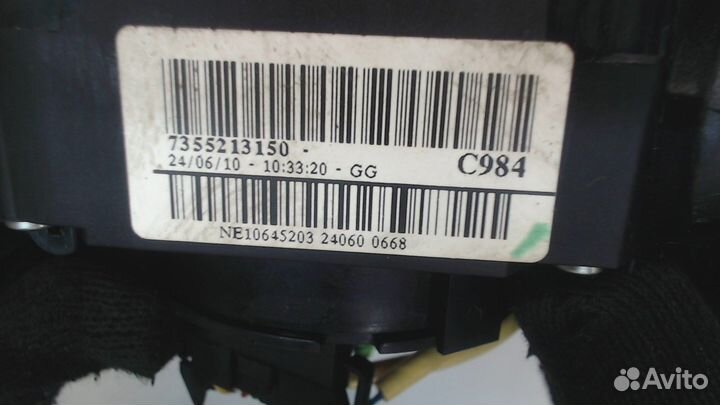 7355213150 -
C984
24/06/10 - 10:33:20 - GG
NE10645203 24060 0668
Avito